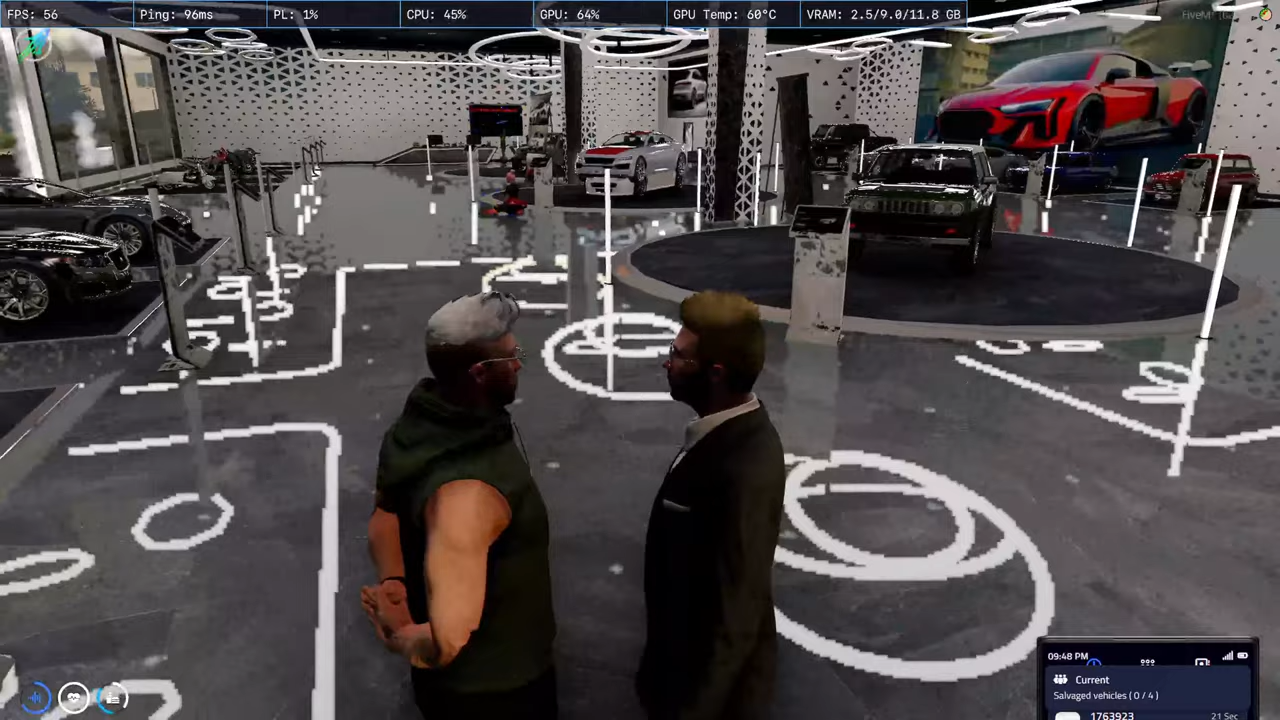 FPS: 56
Ping: 96ms
PL: 1%
CPU: 45%
GPU: 64%
GPU Temp: 60°C
VRAM: 2.5/9.0/11.8 GB
09:48 PM
Current
Salvaged vehicles ( 0 / 4 )
1763923
21 Sec